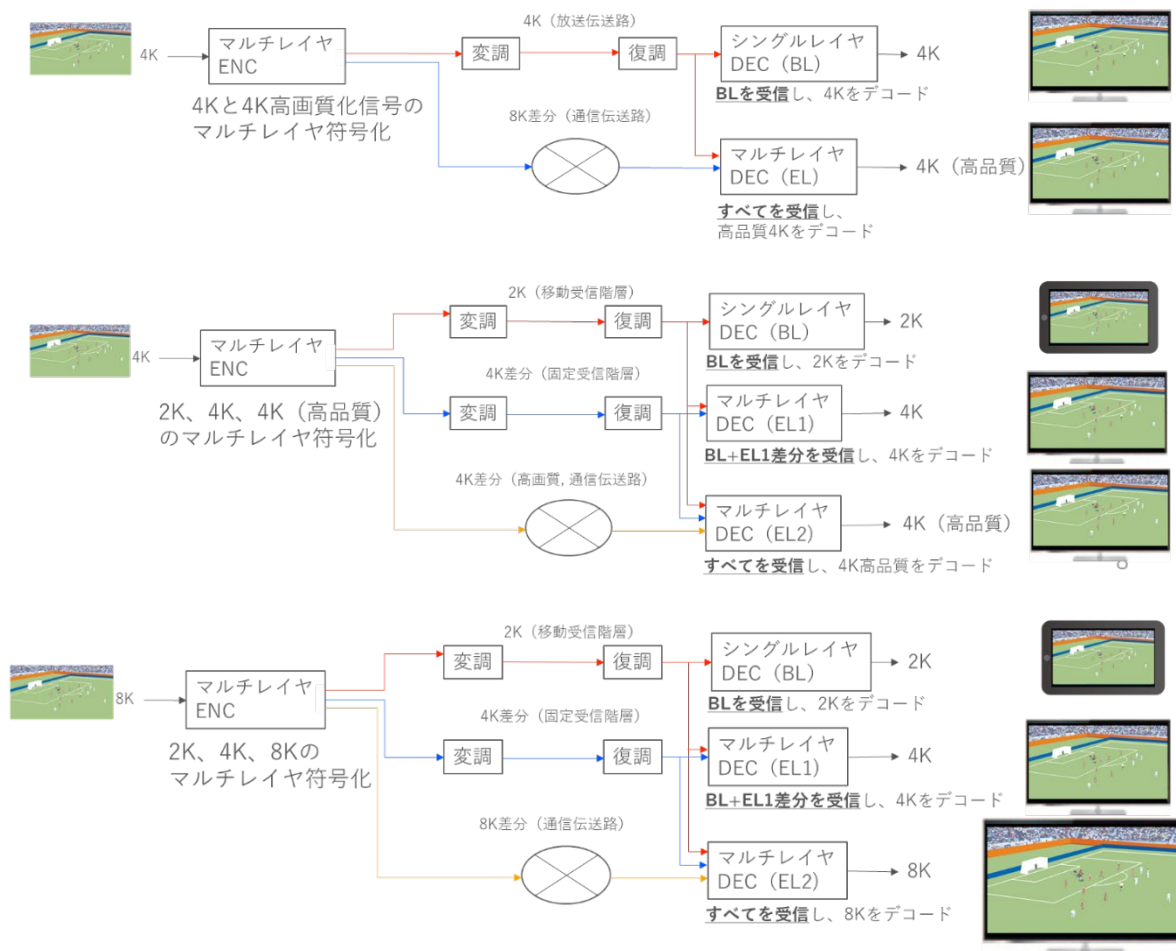 4K
マルチレイヤ
ENC
4Kと4K高画質化信号の
マルチレイヤ符号化
4K（放送伝送路）
変調
復調
シングルレイヤ
DEC（BL）
4K
BLを受信し、4Kをデコード
8K差分（通信伝送路）
マルチレイヤ
DEC（EL）
4K（高品質）
すべてを受信し、
高品質4Kをデコード
4K
マルチレイヤ
ENC
2K、4K、4K（高品質）
のマルチレイヤ符号化
2K（移動受信階層）
変調
復調
シングルレイヤ
DEC（BL）
2K
BLを受信し、2Kをデコード
4K差分（固定受信階層）
変調
復調
マルチレイヤ
DEC（EL1）
4K
BL+EL1差分を受信し、4Kをデコード
4K差分（高画質, 通信伝送路）
マルチレイヤ
DEC（EL2）
4K（高品質）
すべてを受信し、4K高品質をデコード
8K
マルチレイヤ
ENC
2K、4K、8Kの
マルチレイヤ符号化
2K（移動受信階層）
変調
復調
シングルレイヤ
DEC（BL）
2K
BLを受信し、2Kをデコード
4K差分（固定受信階層）
変調
復調
マルチレイヤ
DEC（EL1）
4K
BL+EL1差分を受信し、4Kをデコード
8K差分（通信伝送路）
マルチレイヤ
DEC（EL2）
8K
すべてを受信し、8Kをデコード